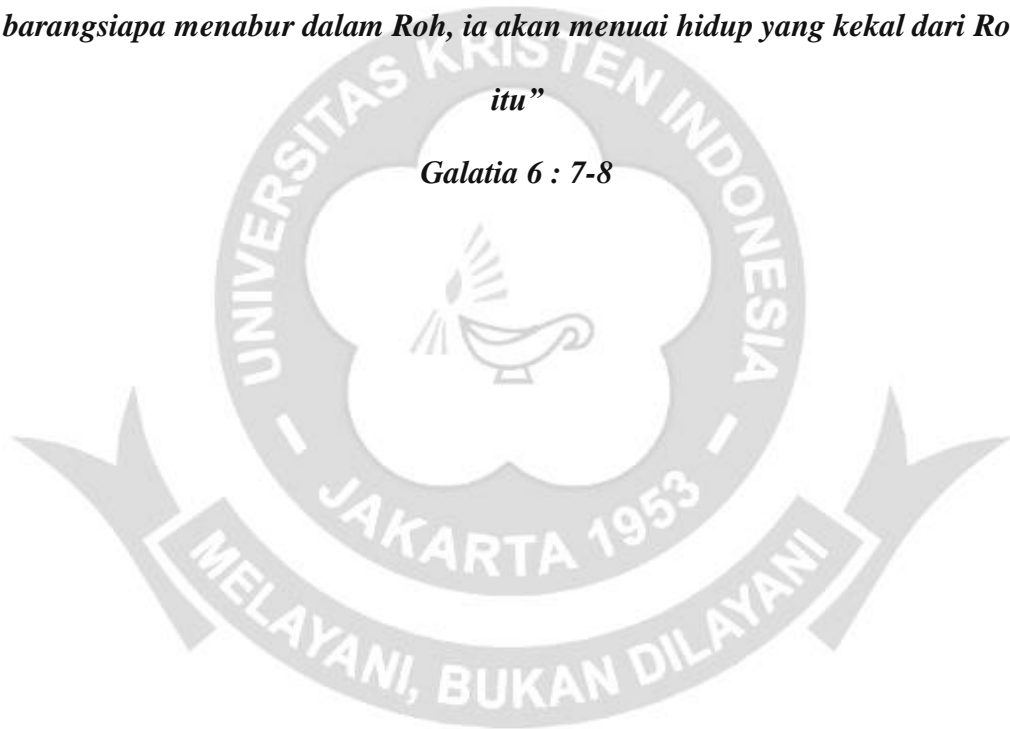 barangsiapa menabur dalam Roh, ia akan menuai hidup yang kekal dari Ro
itu”
Galatia 6 : 7-8
UNIVERSITAS KRISTEN INDONESIA
- JAKARTA 1953 -
MELAYANI, BUKAN DILAYANI